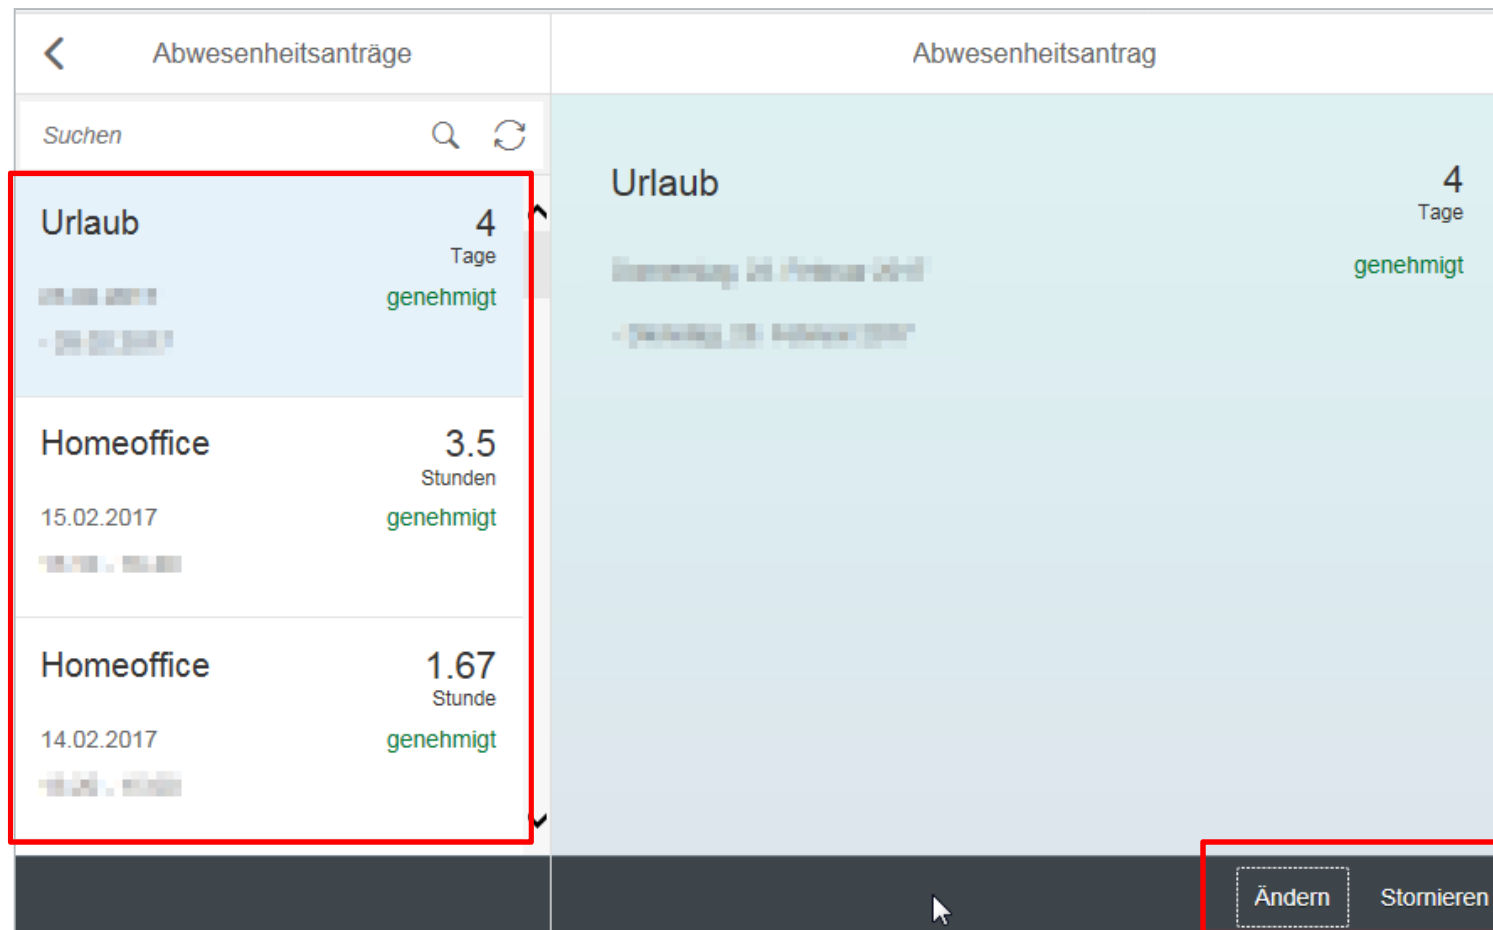 Abwesenheitsanträge
Suchen
Urlaub 4
Tage
genehmigt
Homeoffice 3.5
Stunden
15.02.2017 genehmigt
Homeoffice 1.67
Stunde
14.02.2017 genehmigt
Abwesenheitsantrag
Urlaub 4
Tage
genehmigt
Ändern Stornieren